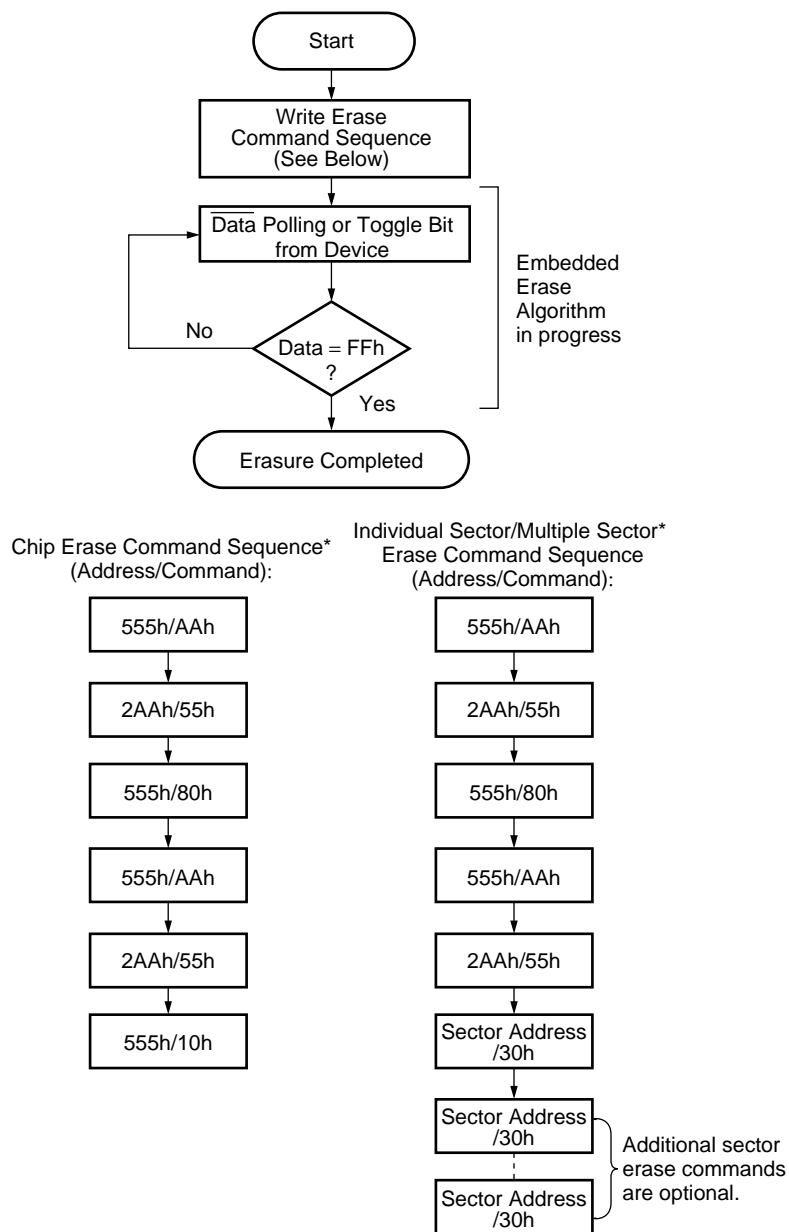 Start
Write Erase
Command Sequence
(See Below)
Data Polling or Toggle Bit
from Device
Embedded
Erase
Algorithm
in progress
No
Data = FFh
?
Yes
Erasure Completed
Chip Erase Command Sequence*
(Address/Command):
555h/AAh
2AAh/55h
555h/80h
555h/AAh
2AAh/55h
555h/10h
Individual Sector/Multiple Sector*
Erase Command Sequence
(Address/Command):
555h/AAh
2AAh/55h
555h/80h
555h/AAh
2AAh/55h
Sector Address
/30h
Sector Address
/30h
Sector Address
/30h
Additional sector
erase commands
are optional.